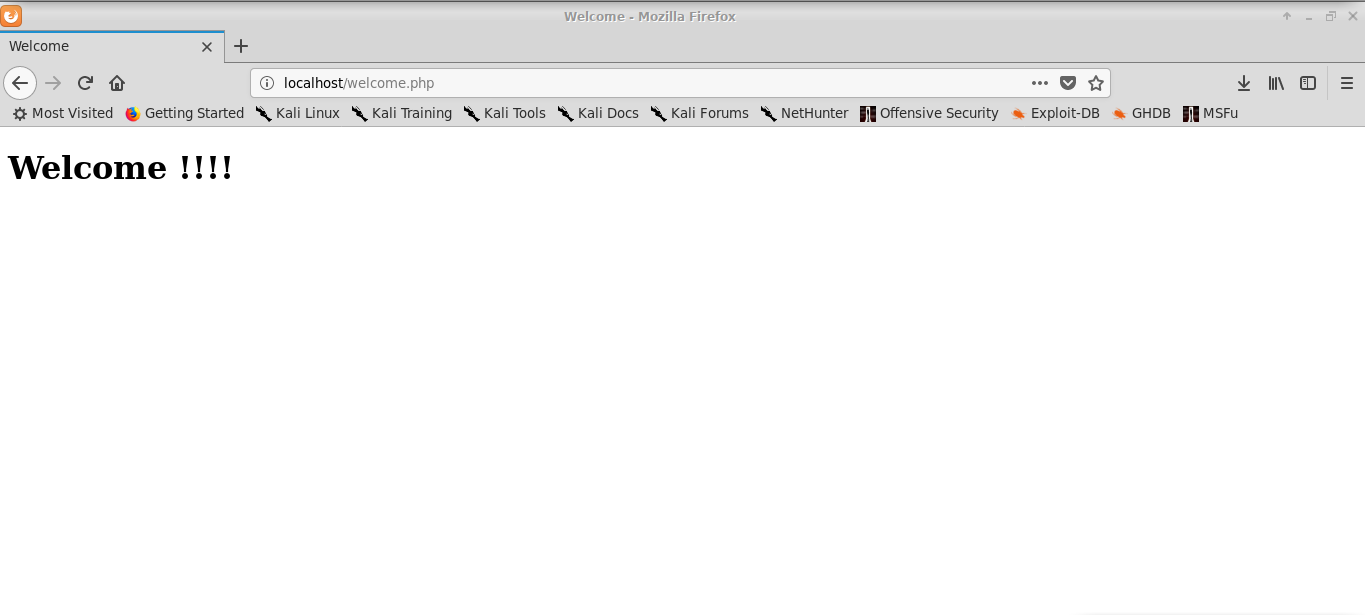 Welcome - Mozilla Firefox
Welcome
localhost/welcome.php
Most Visited Getting Started Kali Linux Kali Training Kali Tools Kali Docs Kali Forums NetHunter Offensive Security Exploit-DB GHDB MSFu
Welcome !!!!